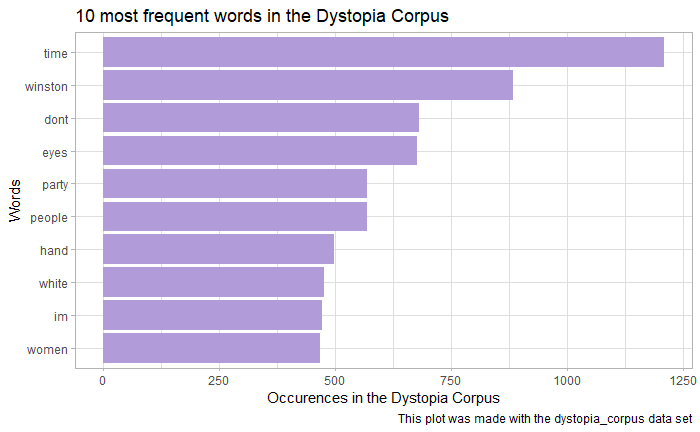 10 most frequent words in the Dystopia Corpus
Words
time
winston
dont
eyes
party
people
hand
white
im
women
0 250 500 750 1000 1250
Occurences in the Dystopia Corpus
This plot was made with the dystopia_corpus data set